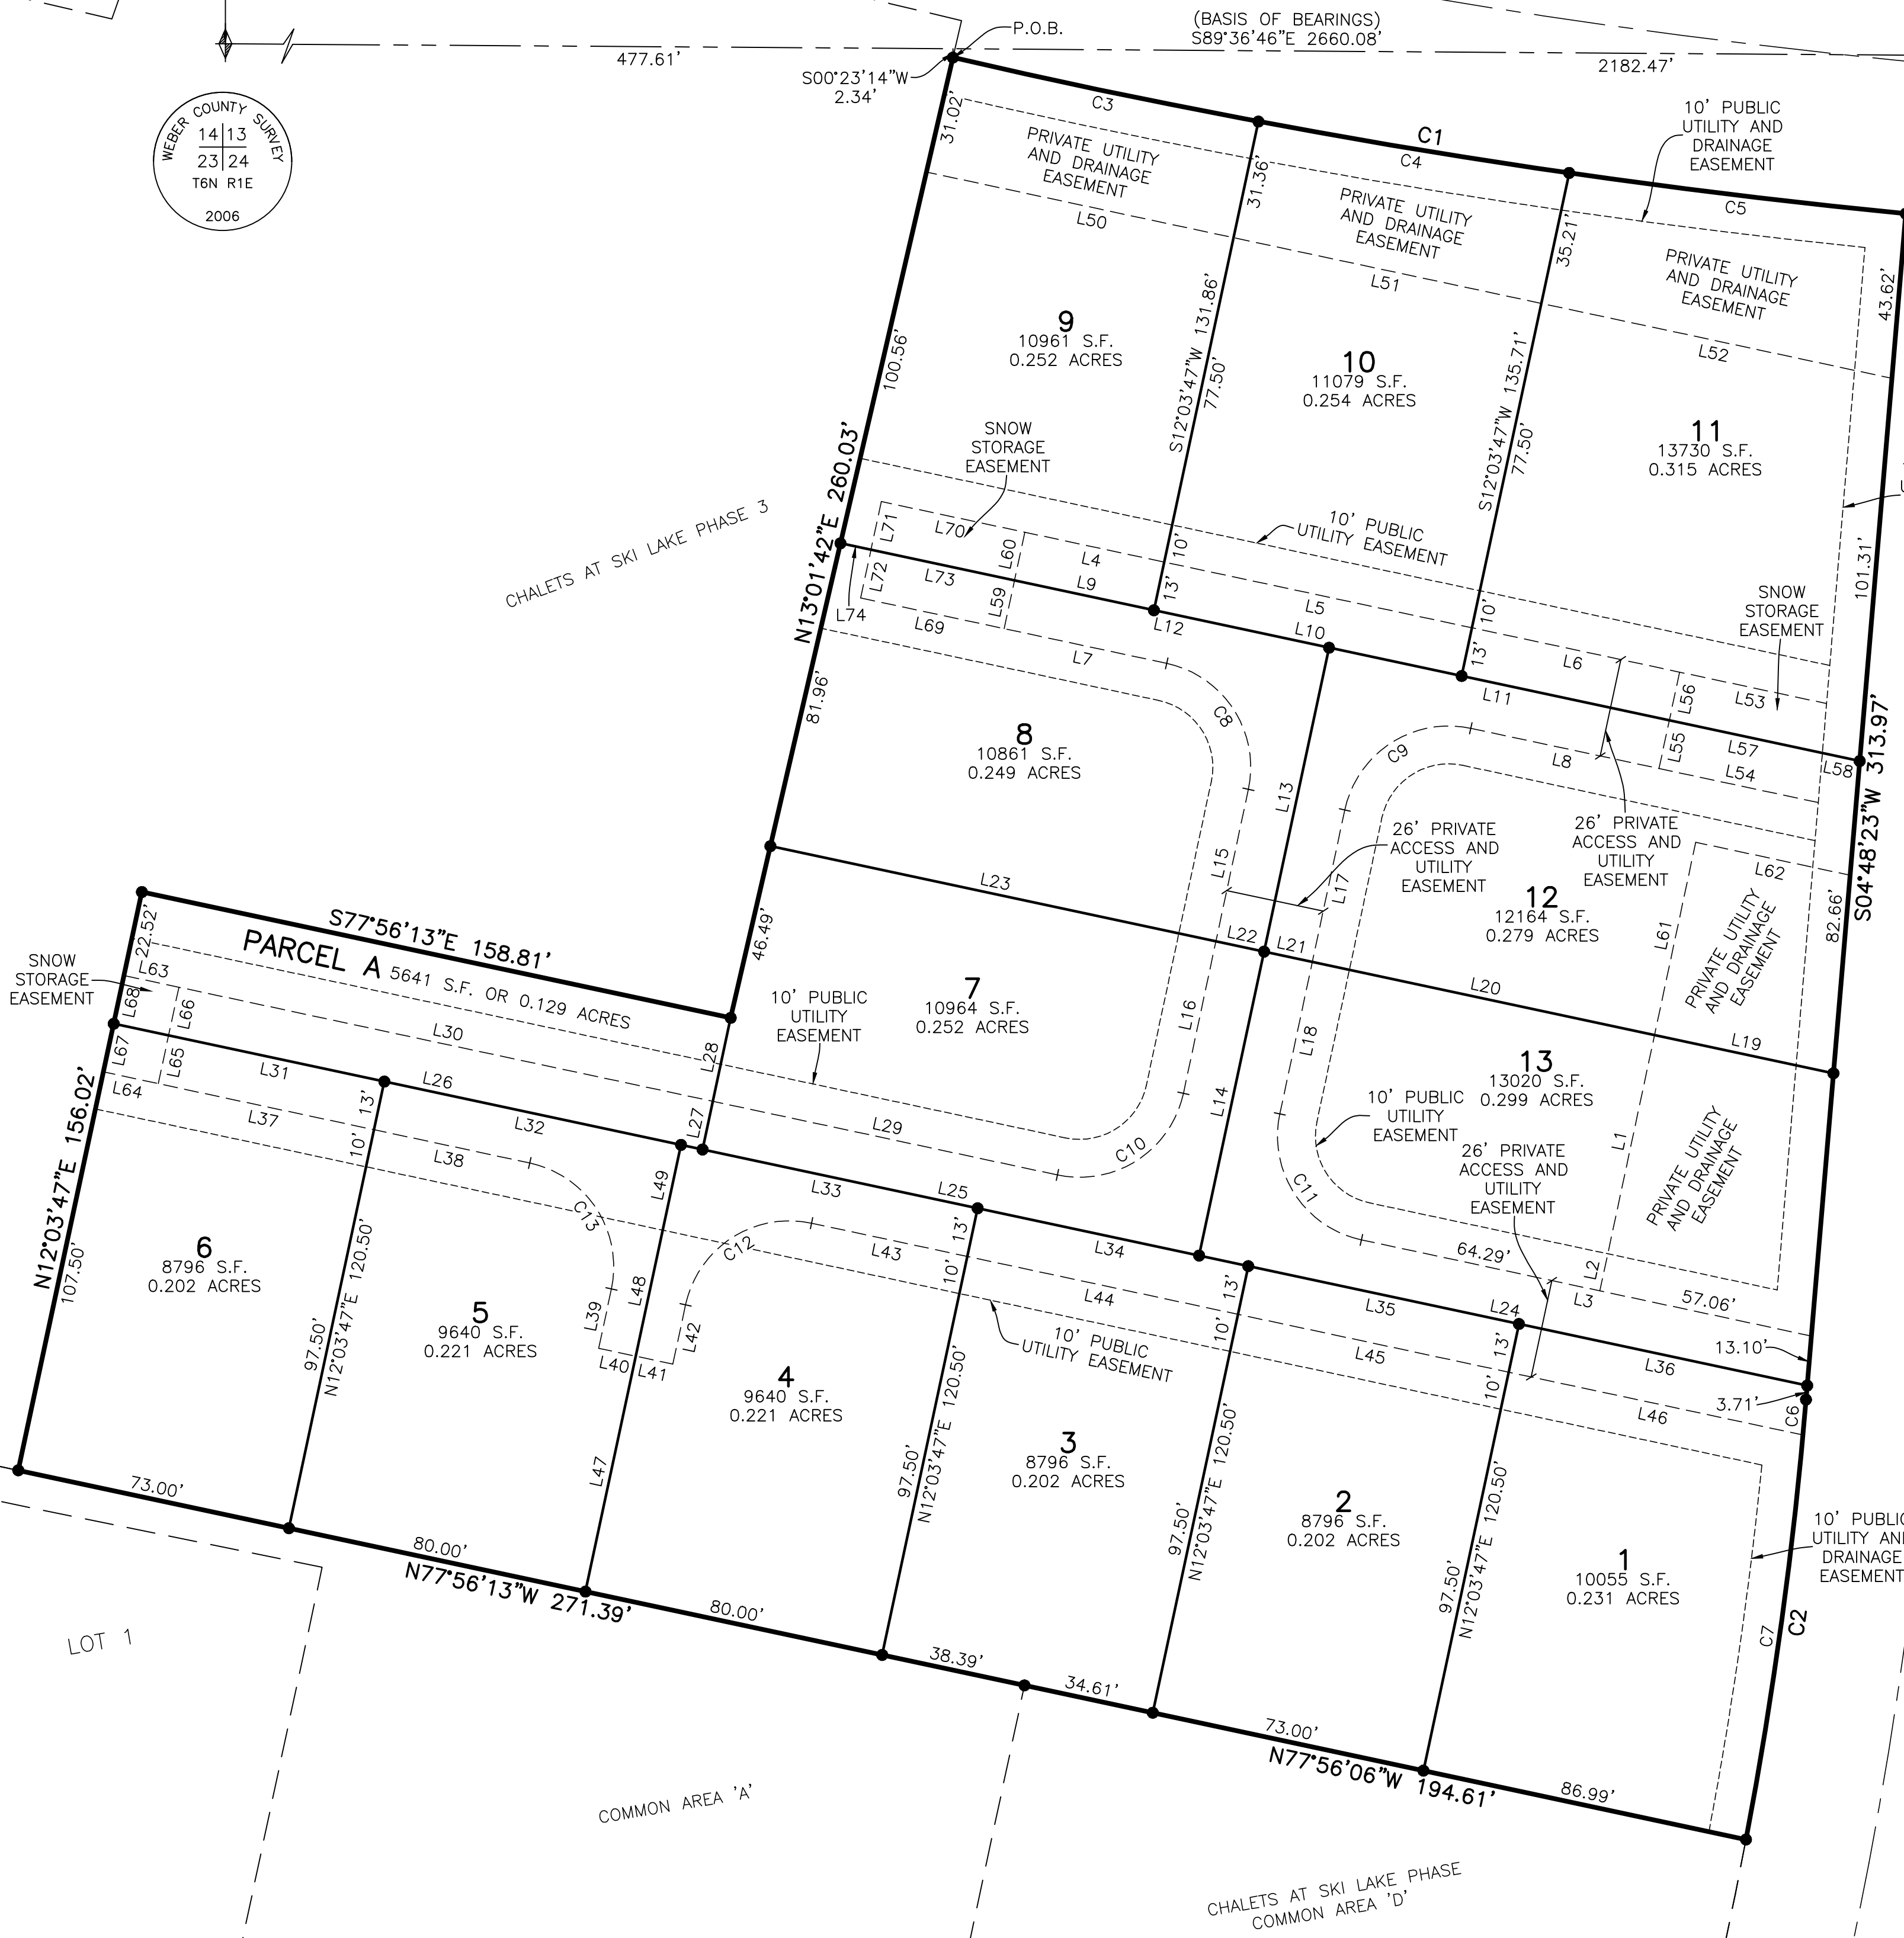 (BASIS OF BEARINGS)
S89°36'46"E 2660.08'
477.61'
2182.47'
P.O.B.
S00°23'14"W
2.34'
WEBER COUNTY SURVEY
14 13
23 24
T6N R1E
2006
C3
C1
C4
C5
10' PUBLIC
UTILITY AND
DRAINAGE
EASEMENT
31.02'
PRIVATE UTILITY
AND DRAINAGE
EASEMENT
31.36'
PRIVATE UTILITY
AND DRAINAGE
EASEMENT
35.21'
PRIVATE UTILITY
AND DRAINAGE
EASEMENT
43.62'
L50
L51
L52
100.56'
9
10961 S.F.
0.252 ACRES
S12°03'47"W 131.86'
77.50'
10
11079 S.F.
0.254 ACRES
S12°03'47"W 135.71'
77.50'
11
13730 S.F.
0.315 ACRES
101.31'
N13°01'42"E 260.03'
SNOW
STORAGE
EASEMENT
10' PUBLIC
UTILITY EASEMENT
CHALETS AT SKI LAKE PHASE 3
L71
L70
L60
L4
10'
L72
L73
L59
L9
13'
L5
10'
L74
L69
L12
L10
13'
L6
L7
L11
L56
L53
SNOW
STORAGE
EASEMENT
L55
L57
L8
L54
L58
S04°48'23"W 313.97'
81.96'
8
10861 S.F.
0.249 ACRES
C8
C9
L13
26' PRIVATE
ACCESS AND
UTILITY
EASEMENT
26' PRIVATE
ACCESS AND
UTILITY
EASEMENT
L15
L17
L62
12
12164 S.F.
0.279 ACRES
L61
PRIVATE UTILITY
AND DRAINAGE
EASEMENT
82.66'
L23
L22
L21
L20
L19
46.49'
S77°56'13"E 158.81'
22.52'
PARCEL A 5641 S.F. OR 0.129 ACRES
SNOW
STORAGE
EASEMENT
L63
L68
L66
L67
L65
L64
L30
L31
L26
L28
L27
7
10964 S.F.
0.252 ACRES
10' PUBLIC
UTILITY
EASEMENT
L16
L18
L14
13
13020 S.F.
0.299 ACRES
10' PUBLIC
UTILITY
EASEMENT
26' PRIVATE
ACCESS AND
UTILITY
EASEMENT
L1
PRIVATE UTILITY
AND DRAINAGE
EASEMENT
L29
C10
C11
64.29'
L2
L3
57.06'
13.10'
3.71'
C6
N12°03'47"E 156.02'
107.50'
L37
13'
10'
L32
L38
L49
L33
L25
C13
C12
13'
10'
L43
L34
L44
13'
10'
L35
L24
13'
10'
L45
L36
L46
6
8796 S.F.
0.202 ACRES
97.50'
N12°03'47"E 120.50'
5
9640 S.F.
0.221 ACRES
L39
L48
L40
L41
L42
L47
4
9640 S.F.
0.221 ACRES
10' PUBLIC
UTILITY EASEMENT
97.50'
N12°03'47"E 120.50'
3
8796 S.F.
0.202 ACRES
97.50'
N12°03'47"E 120.50'
2
8796 S.F.
0.202 ACRES
97.50'
N12°03'47"E 120.50'
1
10055 S.F.
0.231 ACRES
10' PUBLIC
UTILITY AND
DRAINAGE
EASEMENT
C7
C2
73.00'
80.00'
N77°56'13"W 271.39'
80.00'
38.39'
34.61'
73.00'
N77°56'06"W 194.61'
86.99'
LOT 1
COMMON AREA 'A'
CHALETS AT SKI LAKE PHASE
COMMON AREA 'D'